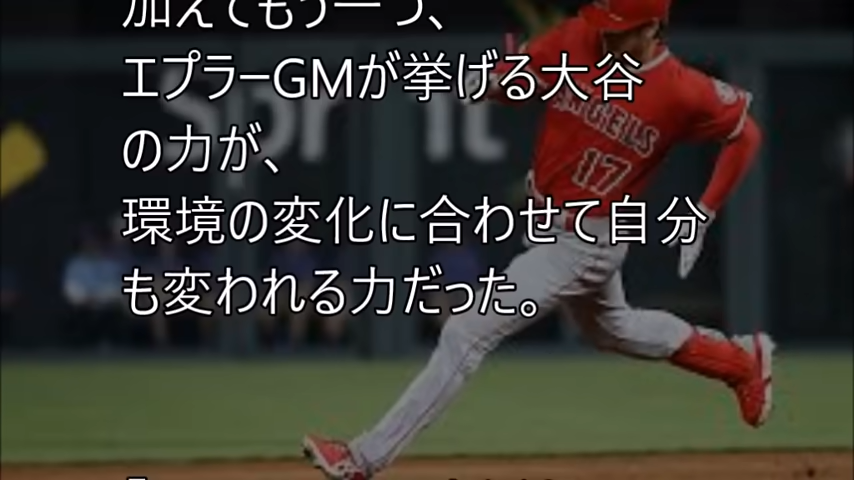 加えてもう一つ、
エプラーGMが挙げる大谷
の力が、
環境の変化に合わせて自分
も変われる力だった。
Sprint
ANGELS
17